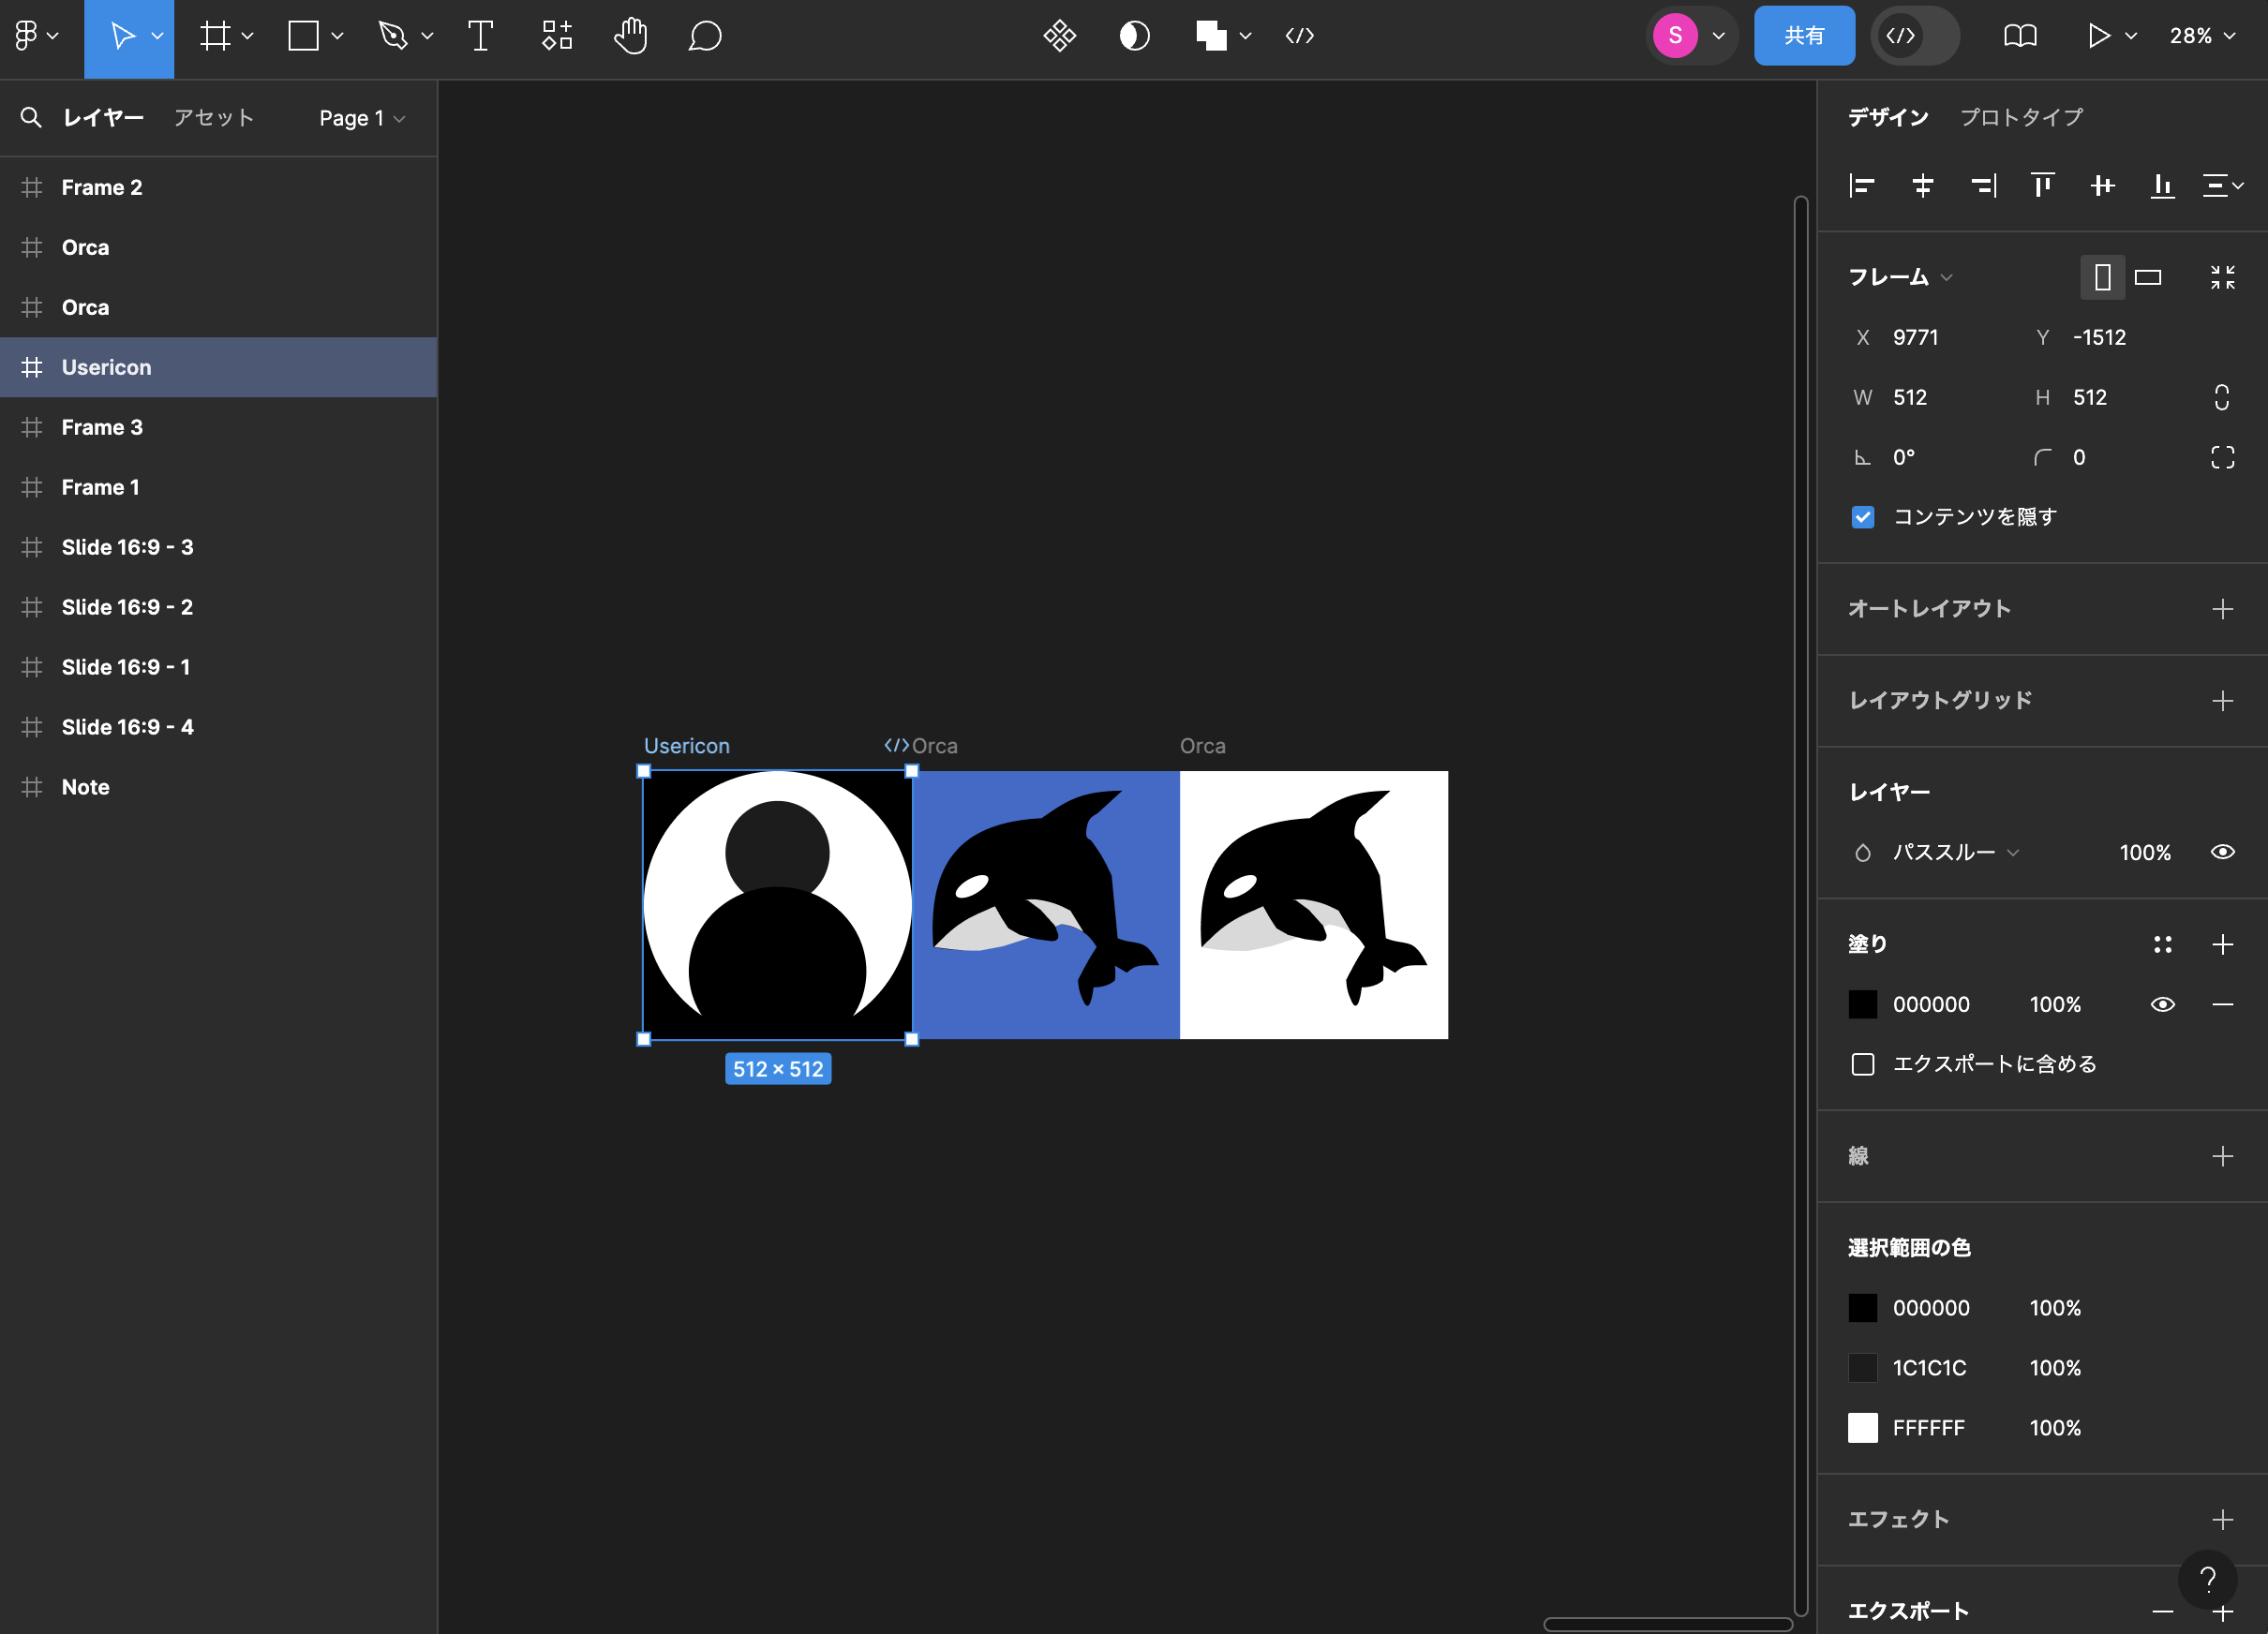 S
共有
28%
レイヤー
アセット
Page 1
Frame 2
Orca
Orca
Usericon
Frame 3
Frame 1
Slide 16:9 - 3
Slide 16:9 - 2
Slide 16:9 - 1
Slide 16:9 - 4
Note
Usericon
Orca
Orca
512 × 512
デザイン
プロトタイプ
フレーム
X 9771 Y -1512
W 512 H 512
0° 0
コンテンツを隠す
オートレイアウト
レイアウトグリッド
レイヤー
パススルー 100%
塗り
000000 100%
エクスポートに含める
線
選択範囲の色
000000 100%
1C1C1C 100%
FFFFFF 100%
エフェクト
?
エクスポート